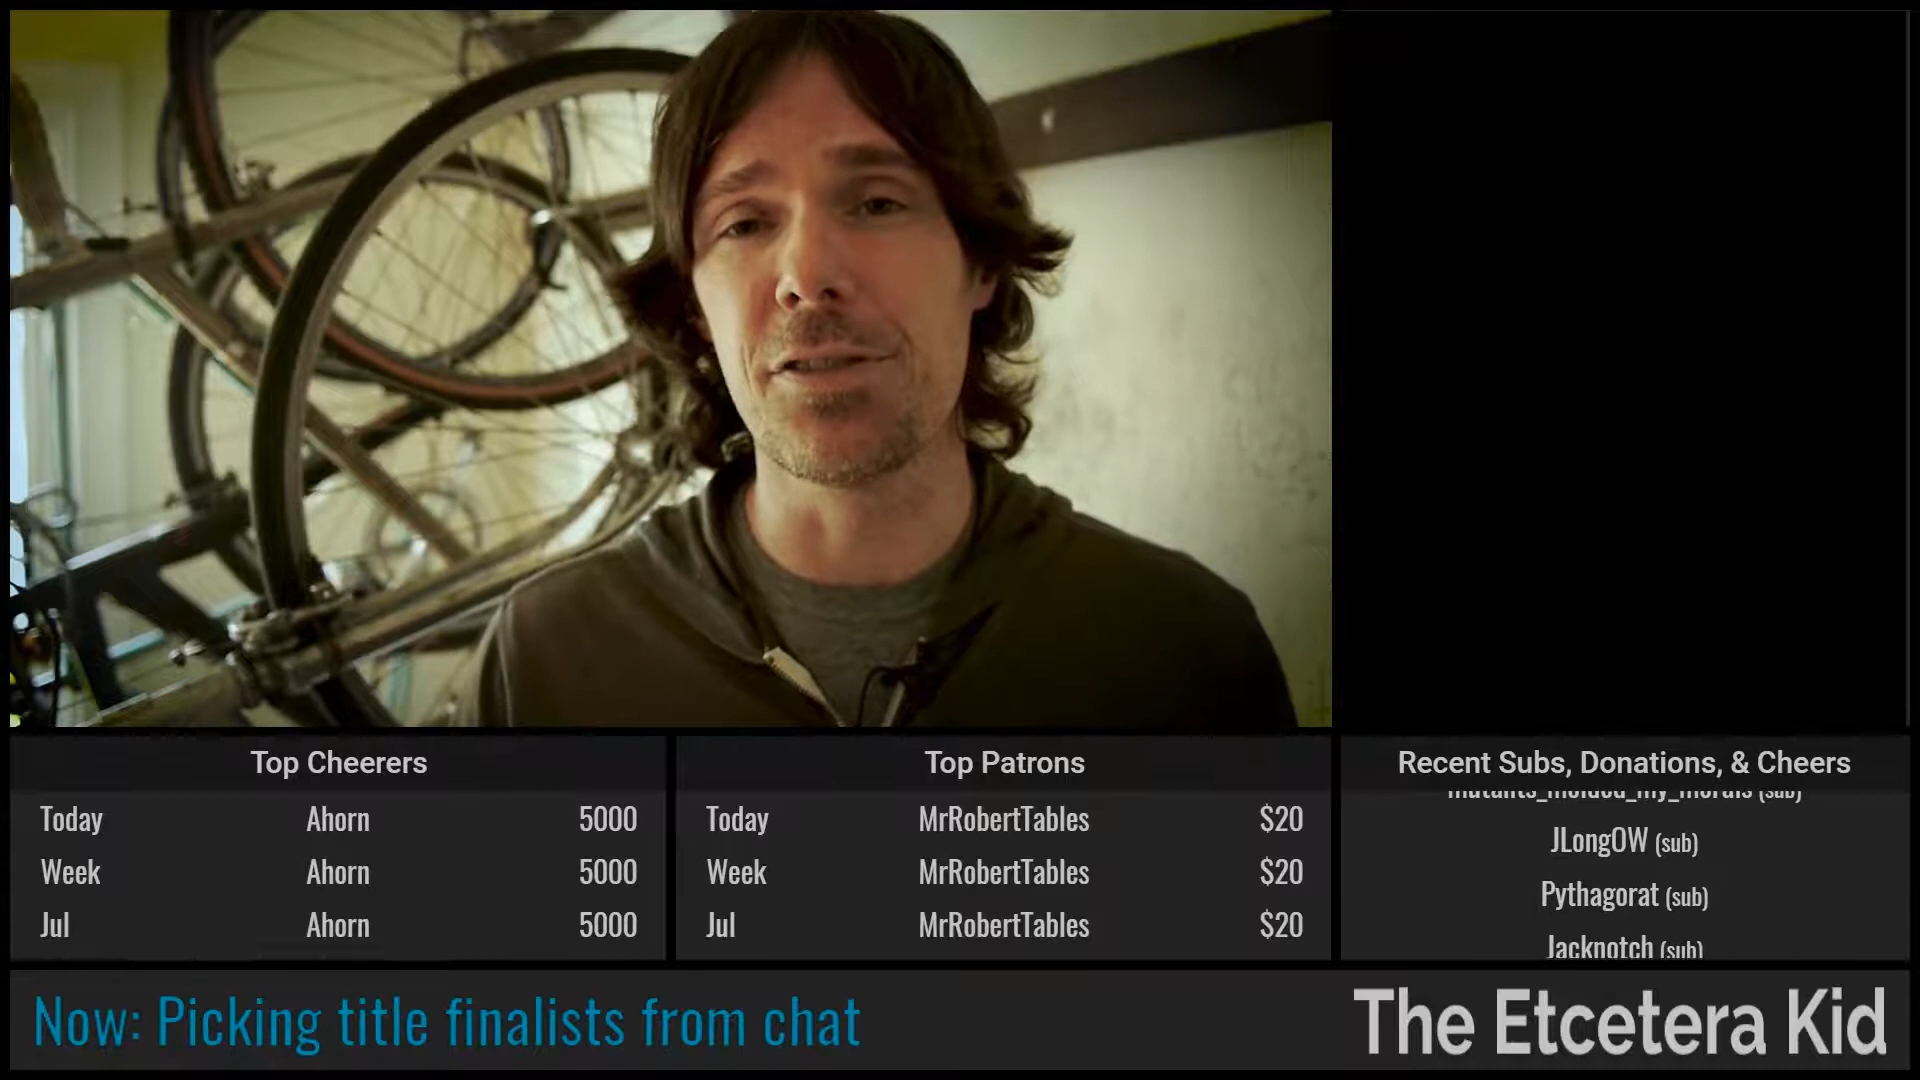 Top Cheerers
Today Ahorn 5000
Week Ahorn 5000
Jul Ahorn 5000
Top Patrons
Today MrRobertTables $20
Week MrRobertTables $20
Jul MrRobertTables $20
Recent Subs, Donations, & Cheers
mutants_molded_my_morals (sub)
JLongOW (sub)
Pythagorat (sub)
Jacknotch (sub)
Now: Picking title finalists from chat
The Etcetera Kid